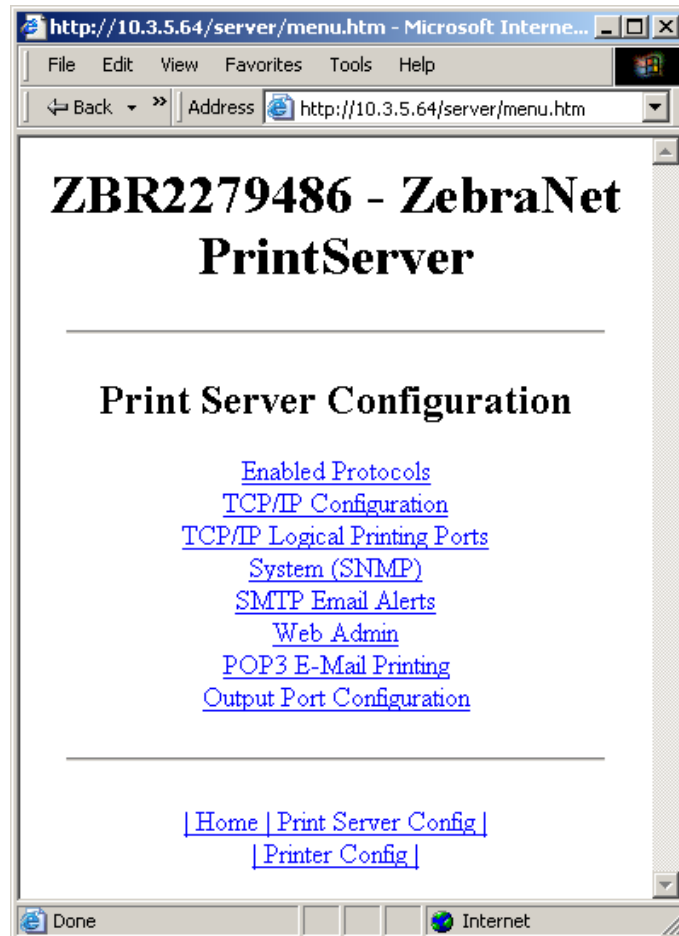 http://10.3.5.64/server/menu.htm - Microsoft Interne...
File Edit View Favorites Tools Help
Back » Address http://10.3.5.64/server/menu.htm
ZBR2279486 - ZebraNet
PrintServer
Print Server Configuration
Enabled Protocols
TCP/IP Configuration
TCP/IP Logical Printing Ports
System (SNMP)
SMTP Email Alerts
Web Admin
POP3 E-Mail Printing
Output Port Configuration
| Home | Print Server Config |
| Printer Config |
Done Internet